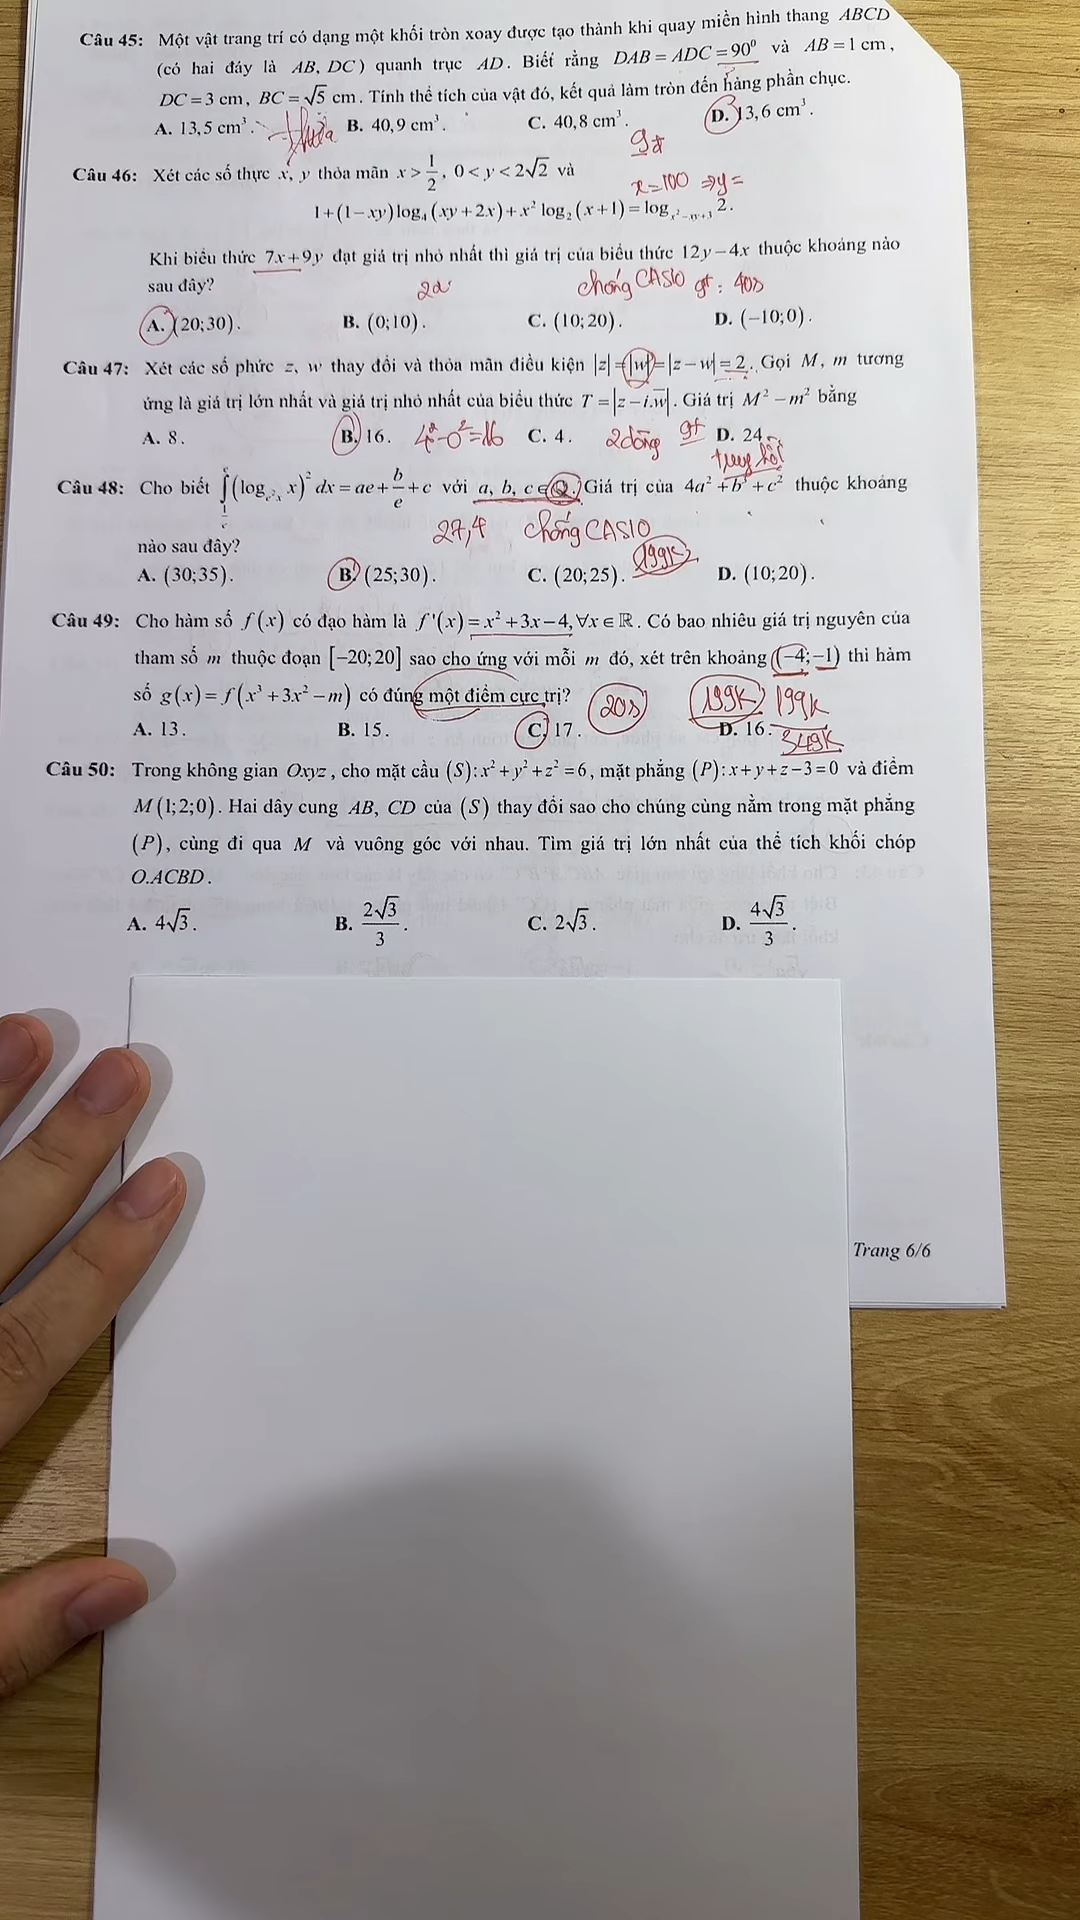 Câu 45: Một vật trang trí có dạng một khối tròn xoay được tạo thành khi quay miền hình thang ABCD
(có hai đáy là AB, DC) quanh trục AD. Biết rằng DAB = ADC = 90⁰ và AB = 1 cm,
DC = 3 cm, BC = √5 cm. Tính thể tích của vật đó, kết quả làm tròn đến hàng phần chục.
A. 13,5 cm³. B. 40,9 cm³. C. 40,8 cm³. D. 13,6 cm³.
Câu 46: Xét các số thực x, y thỏa mãn x > 1/2, 0 < y < 2√2 và
x=100 ⇒ y=
1+(1−xy)log₄(xy+2x)+x² log₂(x+1) = log_{x²−xy+3} 2.
Khi biểu thức 7x+9y đạt giá trị nhỏ nhất thì giá trị của biểu thức 12y−4x thuộc khoảng nào
sau đây?
chống CASIO gt: 40s
A. (20;30). B. (0;10). C. (10;20). D. (−10;0).
Câu 47: Xét các số phức z, w thay đổi và thỏa mãn điều kiện |z| = |w| = |z−w| = 2. Gọi M, m tương
ứng là giá trị lớn nhất và giá trị nhỏ nhất của biểu thức T = |z − i.w̅|. Giá trị M² − m² bằng
A. 8. B. 16. 4²-0²=16 C. 4. 2 dòng gt D. 24.
Câu 48: Cho biết ∫_{1/e}^{e} (log_{e²x} x)² dx = ae + b/e + c với a, b, c ∈ Q. Giá trị của 4a² + b³ + c² thuộc khoảng
27,4 chống CASIO
nào sau đây?
199K
A. (30;35). B. (25;30). C. (20;25). D. (10;20).
Câu 49: Cho hàm số f(x) có đạo hàm là f'(x) = x² + 3x − 4, ∀x ∈ ℝ. Có bao nhiêu giá trị nguyên của
tham số m thuộc đoạn [−20;20] sao cho ứng với mỗi m đó, xét trên khoảng (−4;−1) thì hàm
số g(x) = f(x³ + 3x² − m) có đúng một điểm cực trị? 20s 199K 199K
A. 13. B. 15. C. 17. D. 16. 349K
Câu 50: Trong không gian Oxyz, cho mặt cầu (S): x² + y² + z² = 6, mặt phẳng (P): x+y+z−3=0 và điểm
M(1;2;0). Hai dây cung AB, CD của (S) thay đổi sao cho chúng cùng nằm trong mặt phẳng
(P), cùng đi qua M và vuông góc với nhau. Tìm giá trị lớn nhất của thể tích khối chóp
O.ACBD.
A. 4√3. B. 2√3/3. C. 2√3. D. 4√3/3.
Trang 6/6